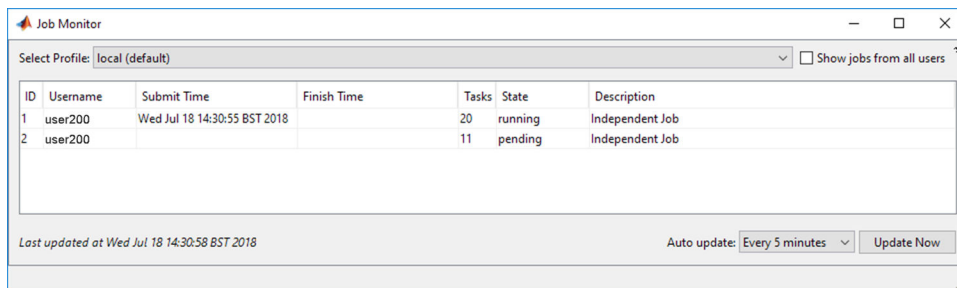 Job Monitor
Select Profile: local (default) Show jobs from all users
ID Username Submit Time Finish Time Tasks State Description
1 user200 Wed Jul 18 14:30:55 BST 2018 20 running Independent Job
2 user200 11 pending Independent Job
Last updated at Wed Jul 18 14:30:58 BST 2018 Auto update: Every 5 minutes Update Now